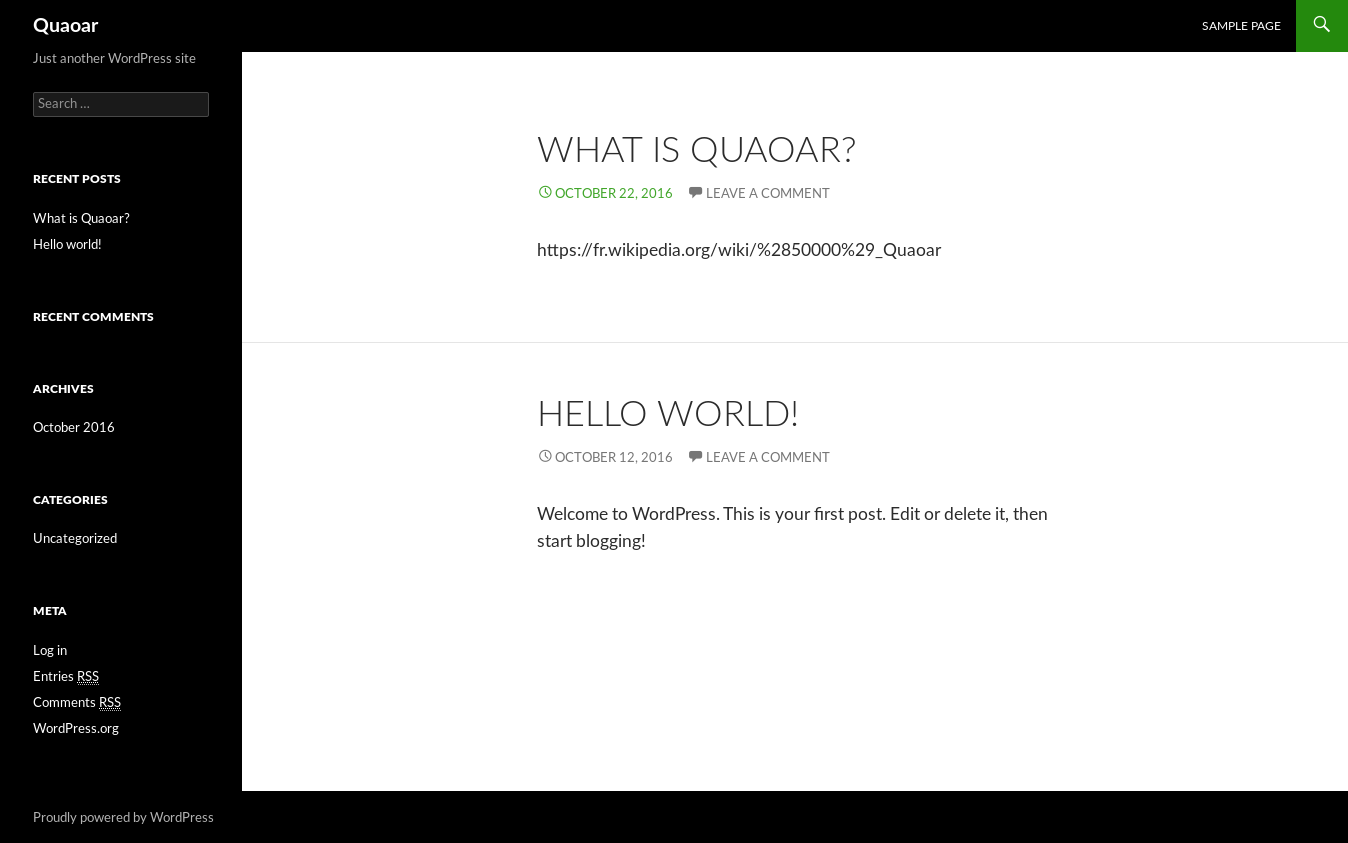 Quaoar
SAMPLE PAGE
Just another WordPress site
Search ...
RECENT POSTS
What is Quaoar?
Hello world!
RECENT COMMENTS
ARCHIVES
October 2016
CATEGORIES
Uncategorized
META
Log in
Entries RSS
Comments RSS
WordPress.org
WHAT IS QUAOAR?
OCTOBER 22, 2016 LEAVE A COMMENT
https://fr.wikipedia.org/wiki/%2850000%29_Quaoar
HELLO WORLD!
OCTOBER 12, 2016 LEAVE A COMMENT
Welcome to WordPress. This is your first post. Edit or delete it, then
start blogging!
Proudly powered by WordPress